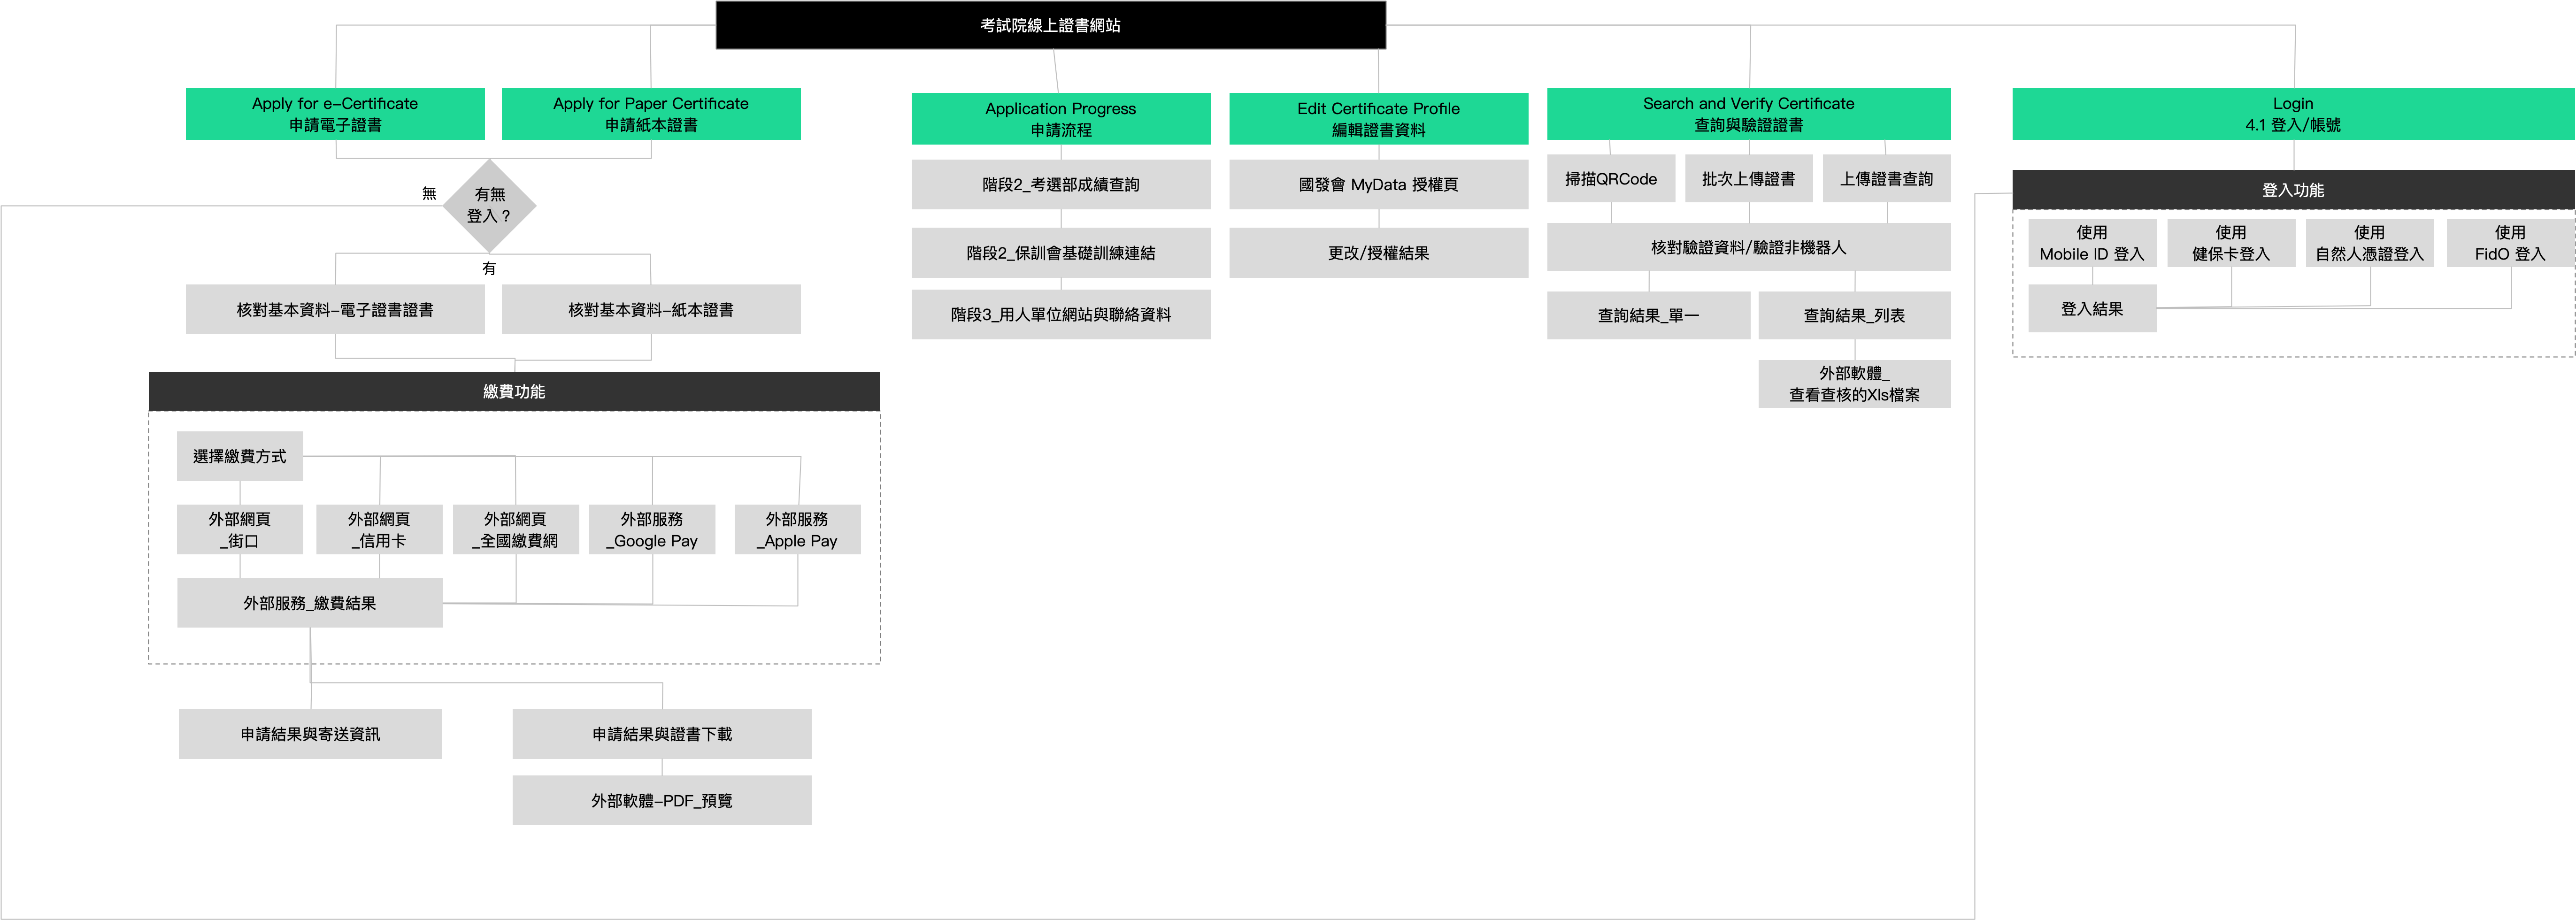 考試院線上證書網站
Apply for e-Certificate
申請電子證書
Apply for Paper Certificate
申請紙本證書
無
有無
登入？
有
核對基本資料-電子證書證書
核對基本資料-紙本證書
繳費功能
選擇繳費方式
外部網頁
_街口
外部網頁
_信用卡
外部網頁
_全國繳費網
外部服務
_Google Pay
外部服務
_Apple Pay
外部服務_繳費結果
申請結果與寄送資訊
申請結果與證書下載
外部軟體-PDF_預覽
Application Progress
申請流程
階段2_考選部成績查詢
階段2_保訓會基礎訓練連結
階段3_用人單位網站與聯絡資料
Edit Certificate Profile
編輯證書資料
國發會 MyData 授權頁
更改/授權結果
Search and Verify Certificate
查詢與驗證證書
掃描QRCode
批次上傳證書
上傳證書查詢
核對驗證資料/驗證非機器人
查詢結果_單一
查詢結果_列表
外部軟體_
查看查核的Xls檔案
Login
4.1 登入/帳號
登入功能
使用
Mobile ID 登入
使用
健保卡登入
使用
自然人憑證登入
使用
FidO 登入
登入結果